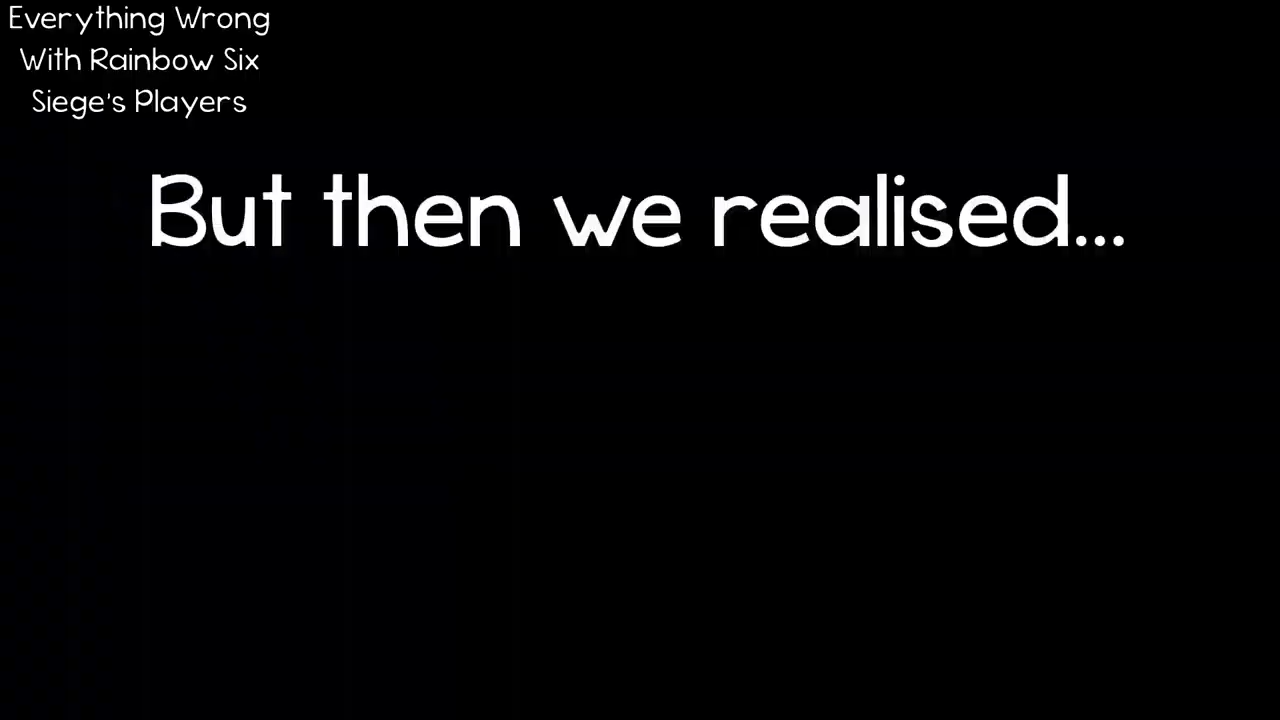 Everything Wrong
With Rainbow Six
Siege's Players
But then we realised...